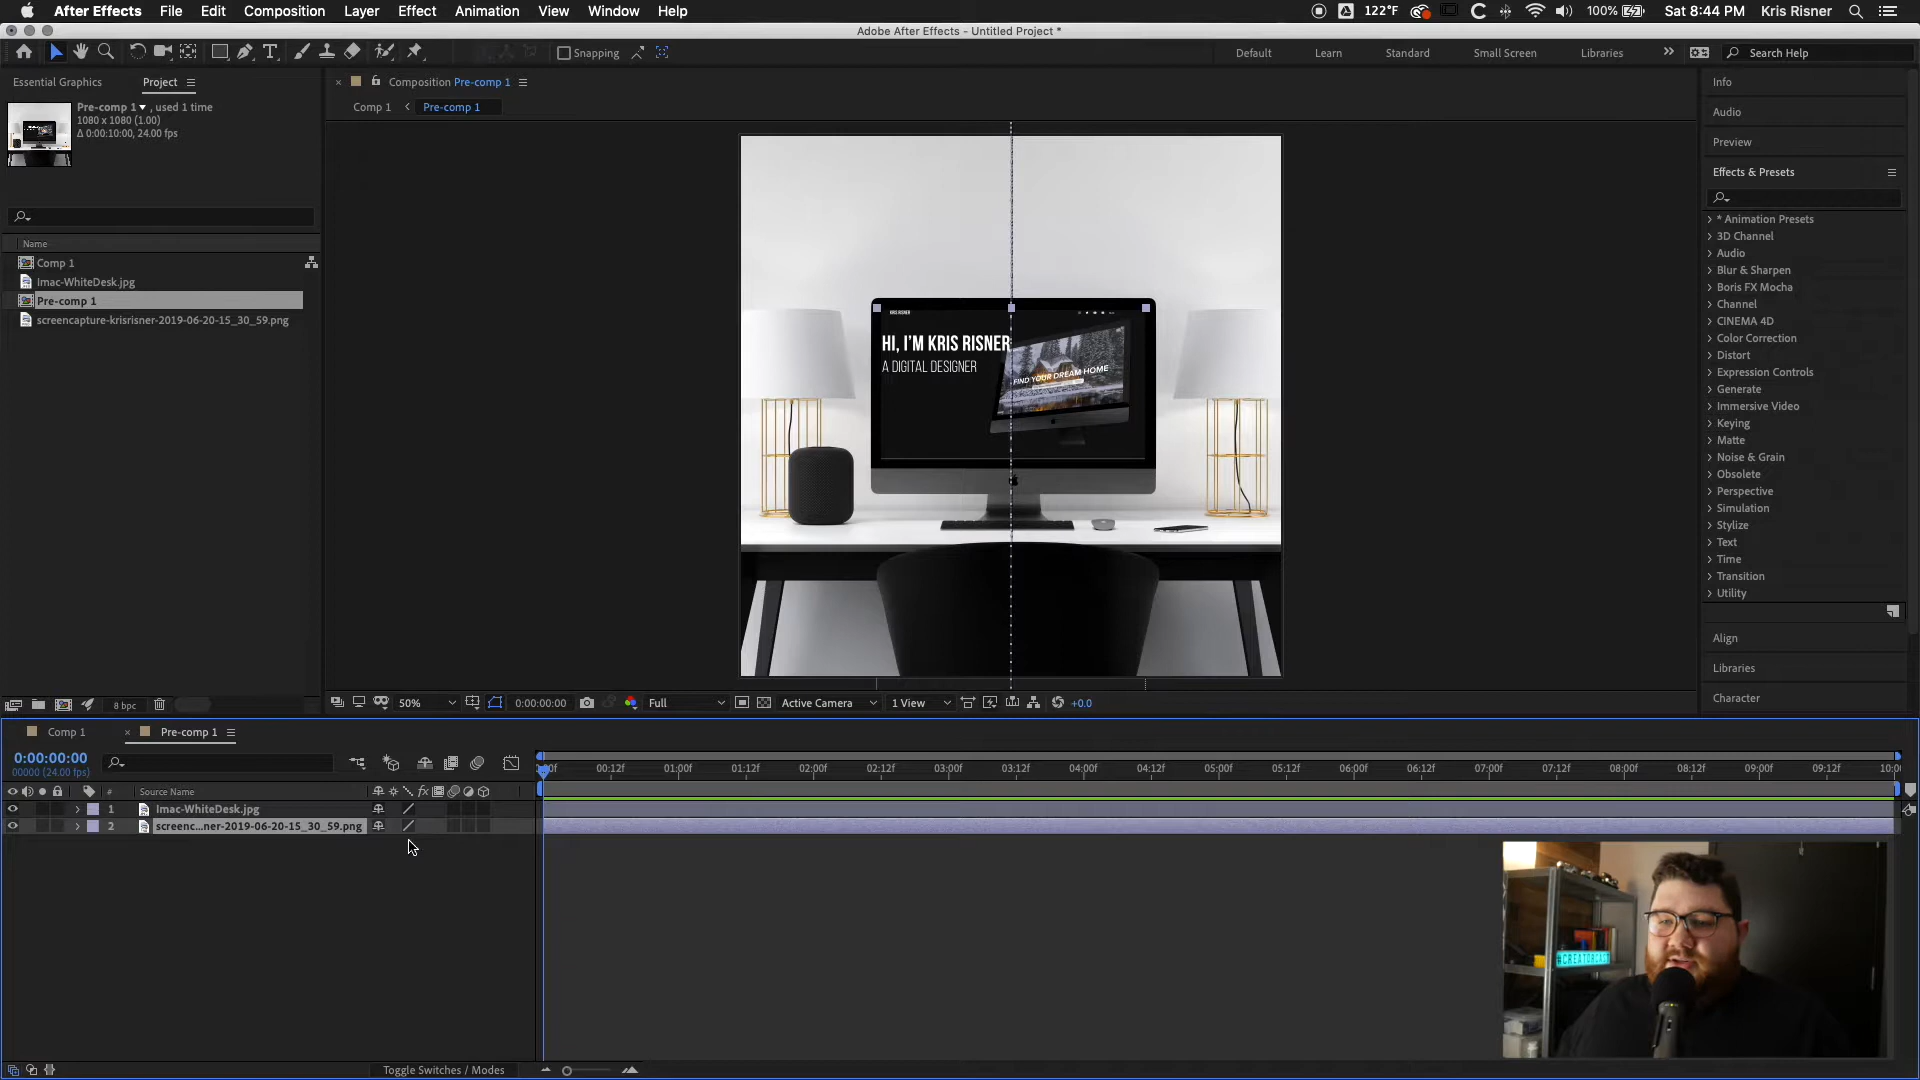 After Effects File Edit Composition Layer Effect Animation View Window Help 122°F 100% Sat 8:44 PM Kris Risner
Adobe After Effects - Untitled Project *
Snapping Default Learn Standard Small Screen Libraries Search Help
Essential Graphics Project
Pre-comp 1 , used 1 time
1080 x 1080 (1.00)
Δ 0:00:10:00, 24.00 fps
Name
Comp 1
Imac-WhiteDesk.jpg
Pre-comp 1
screencapture-krisrisner-2019-06-20-15_30_59.png
8 bpc
Composition Pre-comp 1
Comp 1 Pre-comp 1
KRIS RISNER
HI, I'M KRIS RISNER
A DIGITAL DESIGNER
FIND YOUR DREAM HOME
50% 0:00:00:00 Full Active Camera 1 View +0.0
Info
Audio
Preview
Effects & Presets
* Animation Presets
3D Channel
Audio
Blur & Sharpen
Boris FX Mocha
Channel
CINEMA 4D
Color Correction
Distort
Expression Controls
Generate
Immersive Video
Keying
Matte
Noise & Grain
Obsolete
Perspective
Simulation
Stylize
Text
Time
Transition
Utility
Align
Libraries
Character
Comp 1 Pre-comp 1
0:00:00:00
00000 (24.00 fps)
00:12f 01:00f 01:12f 02:00f 02:12f 03:00f 03:12f 04:00f 04:12f 05:00f 05:12f 06:00f 06:12f 07:00f 07:12f 08:00f 08:12f 09:00f 09:12f
# Source Name
1 Imac-WhiteDesk.jpg
2 screenc...ner-2019-06-20-15_30_59.png
Toggle Switches / Modes